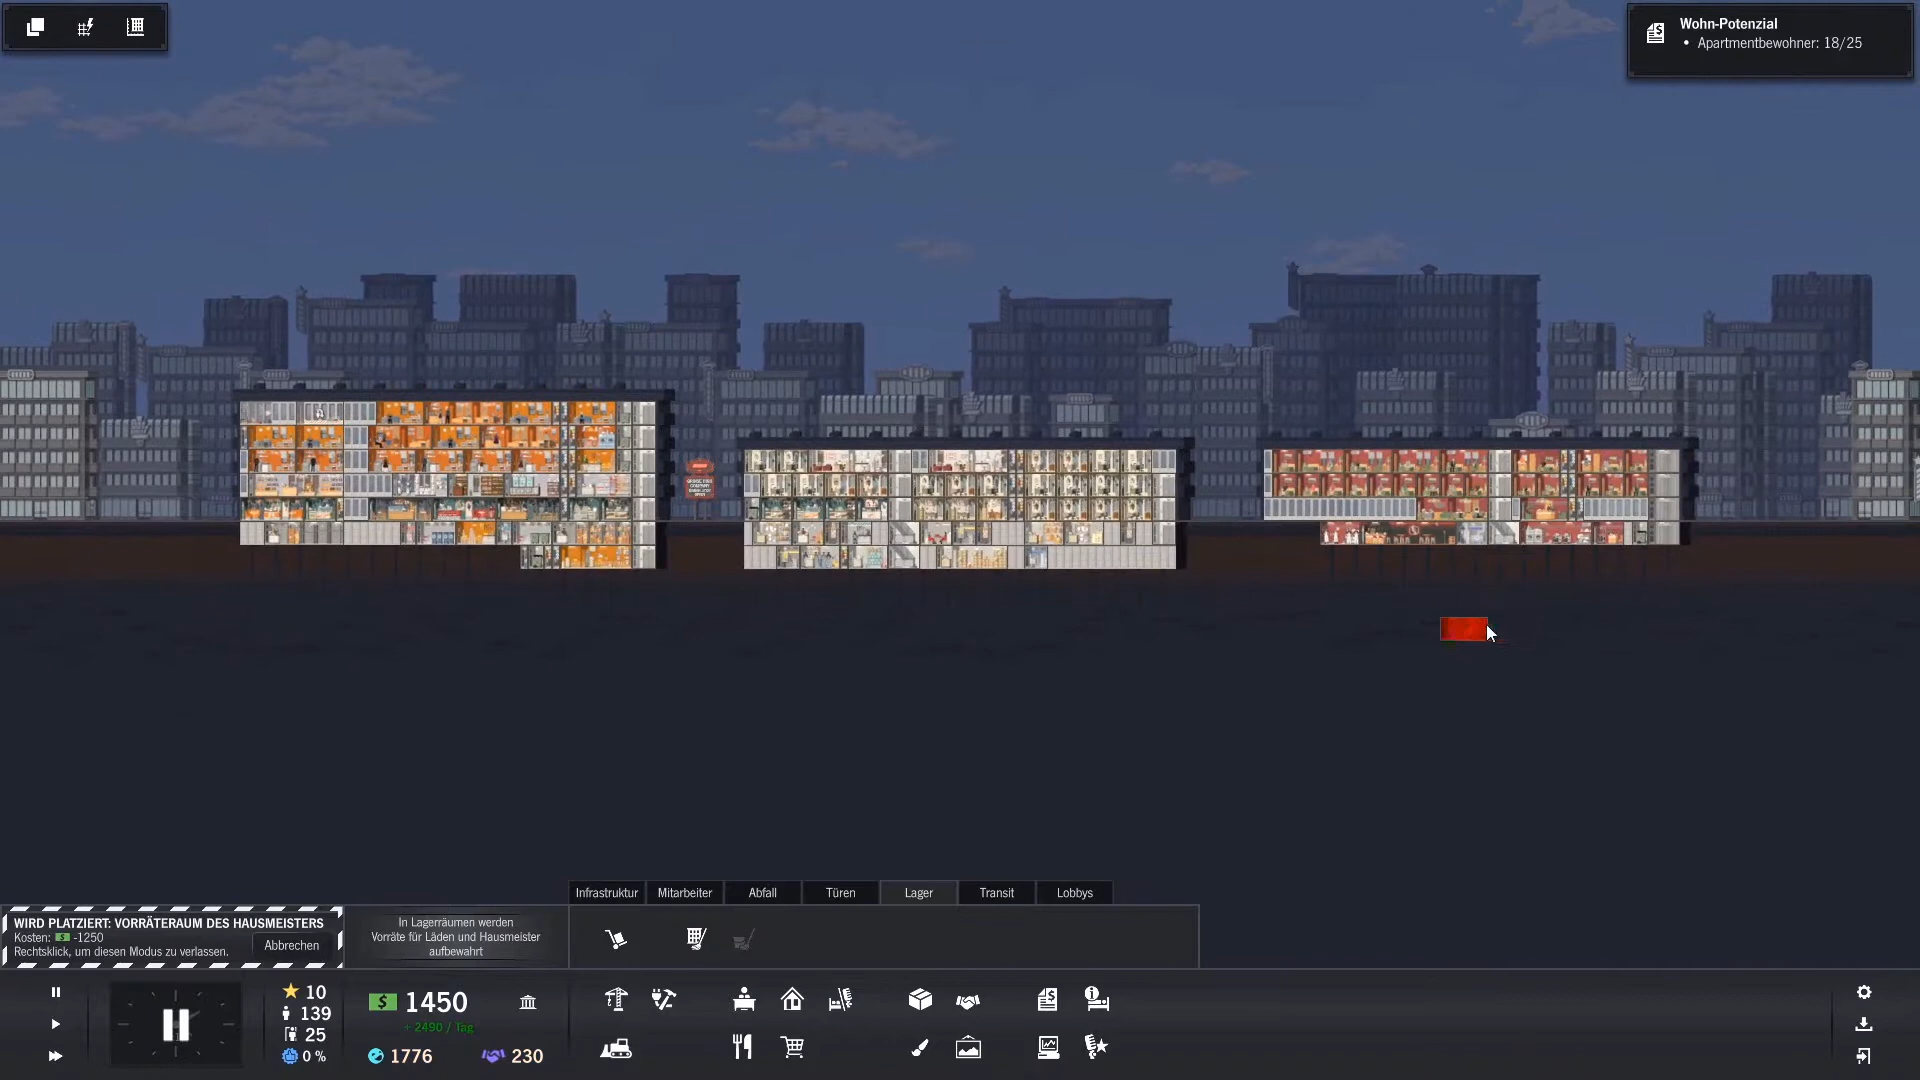 Wohn-Potenzial
• Apartmentbewohner: 18/25
Infrastruktur
Mitarbeiter
Abfall
Türen
Lager
Transit
Lobbys
WIRD PLATZIERT: VORRÄTERAUM DES HAUSMEISTERS
Kosten: -1250
Rechtsklick, um diesen Modus zu verlassen.
Abbrechen
In Lagerräumen werden
Vorräte für Läden und Hausmeister
aufbewahrt
10
139
25
0 %
1450
+ 2490 / Tag
1776
230